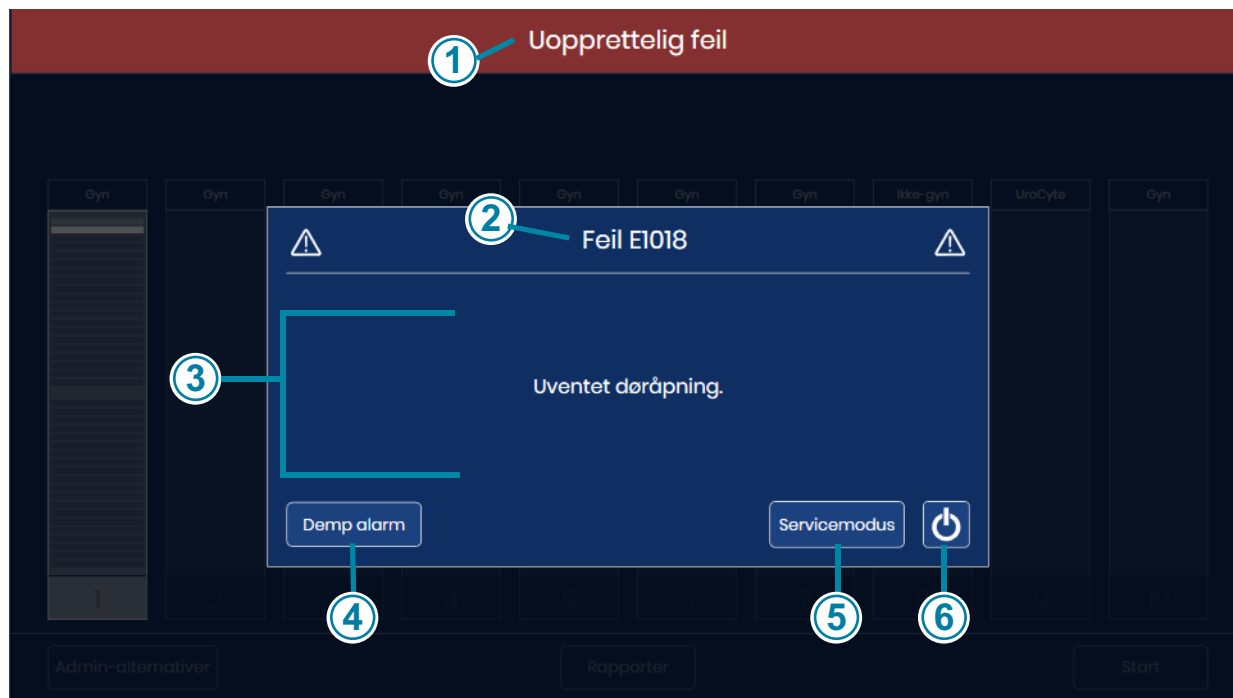 Uopprettelig feil
1
Gyn Gyn Gyn Gyn Gyn Gyn Gyn Ikke-gyn UroCyte Gyn
2
Feil E1018
3
Uventet døråpning.
Demp alarm Servicemodus
1 2 4 5 6 7 9 10
4 5 6
Admin-alternativer Rapporter Start